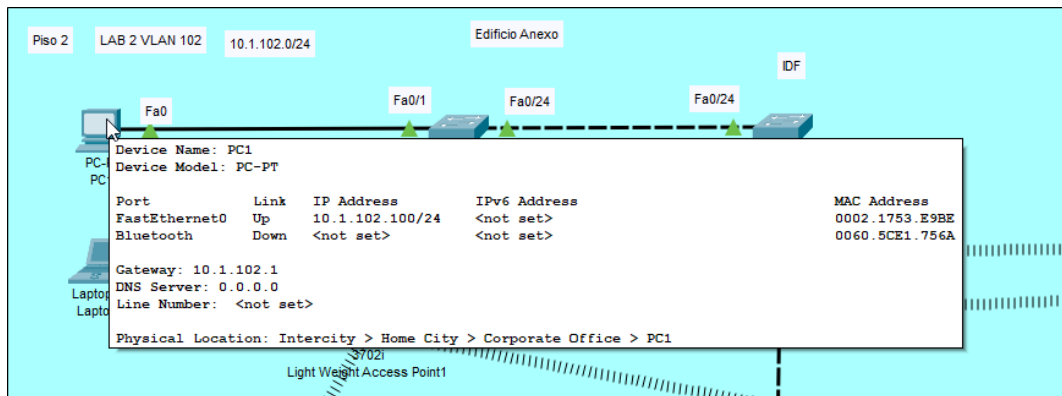 Piso 2 LAB 2 VLAN 102 10.1.102.0/24 Edificio Anexo
IDF
Fa0 Fa0/1 Fa0/24 Fa0/24
Device Name: PC1
Device Model: PC-PT
Port Link IP Address IPv6 Address MAC Address
FastEthernet0 Up 10.1.102.100/24 <not set> 0002.1753.E9BE
Bluetooth Down <not set> <not set> 0060.5CE1.756A
Gateway: 10.1.102.1
DNS Server: 0.0.0.0
Line Number: <not set>
Physical Location: Intercity > Home City > Corporate Office > PC1
3702i
Light Weight Access Point1